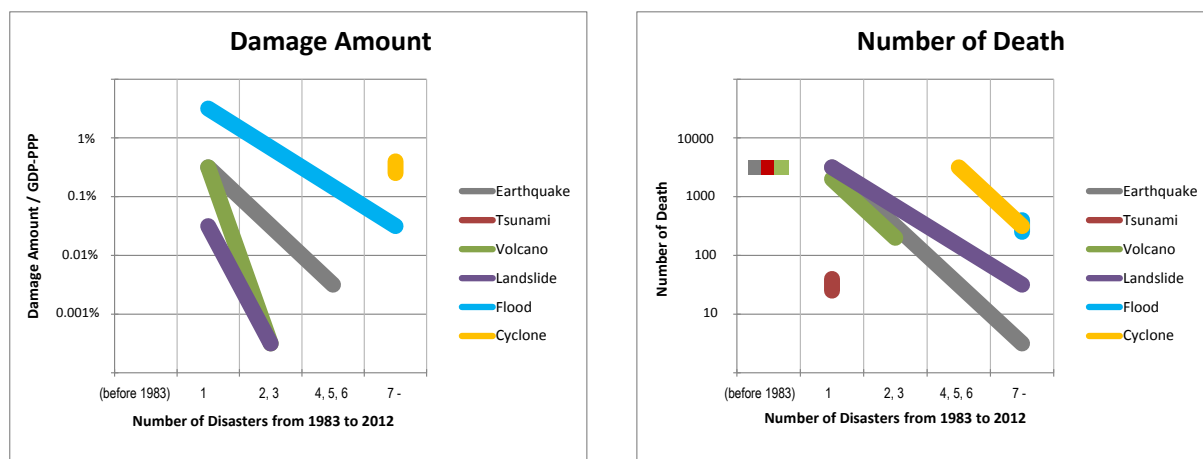 Damage Amount
Damage Amount / GDP-PPP
1%
0.1%
0.01%
0.001%
(before 1983) 1 2, 3 4, 5, 6 7 -
Number of Disasters from 1983 to 2012
Earthquake
Tsunami
Volcano
Landslide
Flood
Cyclone
Number of Death
Number of Death
10000
1000
100
10
(before 1983) 1 2, 3 4, 5, 6 7 -
Number of Disasters from 1983 to 2012
Earthquake
Tsunami
Volcano
Landslide
Flood
Cyclone